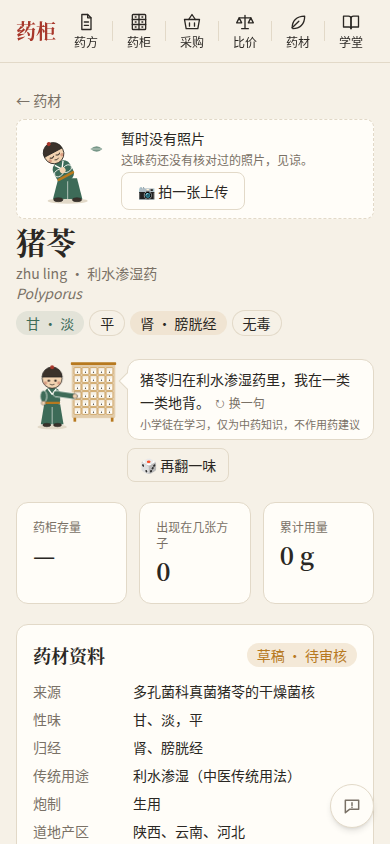 药柜
药方
药柜
采购
比价
药材
学堂
← 药材
暂时没有照片
这味药还没有核对过的照片，见谅。
📷 拍一张上传
猪苓
zhu ling · 利水渗湿药
Polyporus
甘 · 淡
平
肾 · 膀胱经
无毒
猪苓归在利水渗湿药里，我在一类
一类地背。 ↻ 换一句
小学徒在学习，仅为中药知识，不作用药建议
🎲 再翻一味
药柜存量
—
出现在几张方
子
0
累计用量
0 g
药材资料
草稿 · 待审核
来源 多孔菌科真菌猪苓的干燥菌核
性味 甘、淡，平
归经 肾、膀胱经
传统用途 利水渗湿（中医传统用法）
炮制 生用
道地产区 陕西、云南、河北